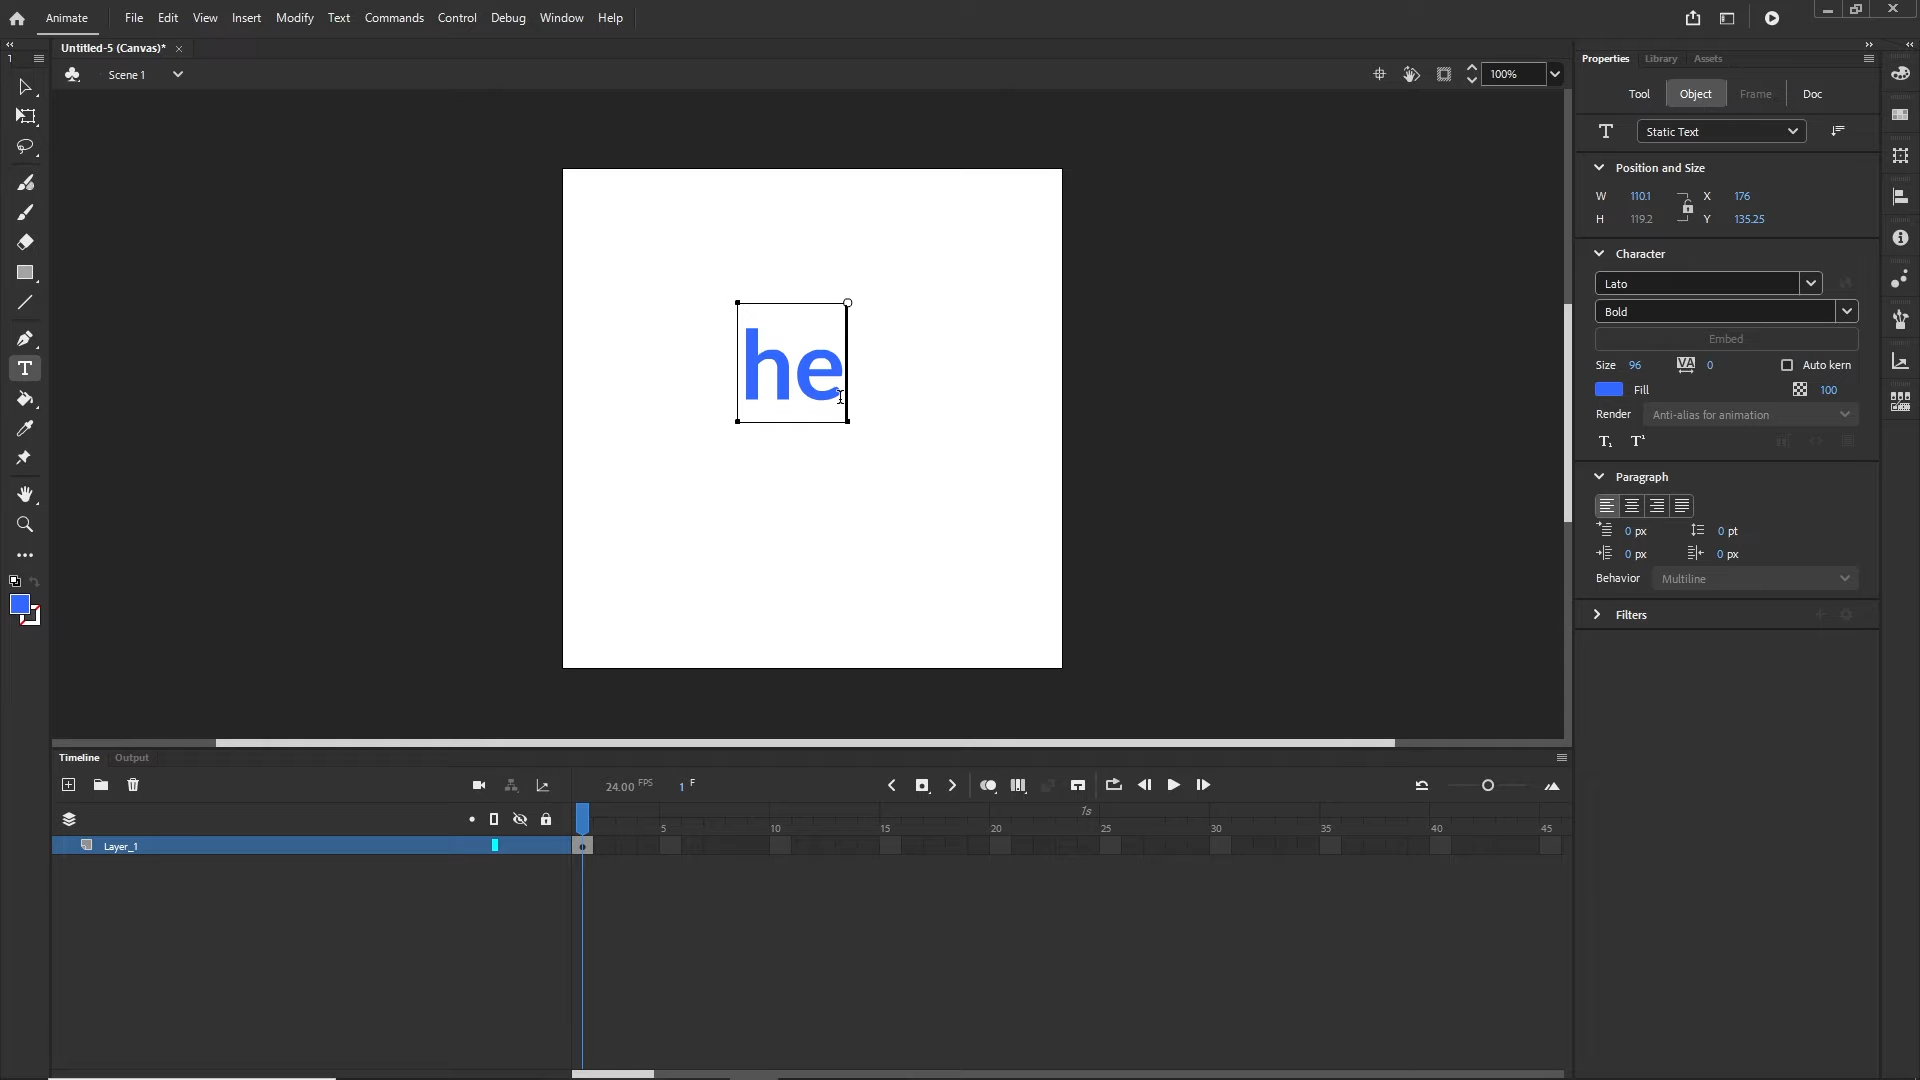 Animate File Edit View Insert Modify Text Commands Control Debug Window Help
Untitled-5 (Canvas)* ×
Scene 1 100%
he
Properties Library Assets
Tool Object Frame Doc
T Static Text
Position and Size
W 110.1 X 176
H 119.2 Y 135.25
Character
Lato
Bold
Embed
Size 96 VA 0 Auto kern
Fill 100
Render Anti-alias for animation
T₁ T¹
Paragraph
0 px 0 pt
0 px 0 px
Behavior Multiline
Filters
Timeline Output
24.00 FPS 1 F
1s
5 10 15 20 25 30 35 40 45
Layer_1